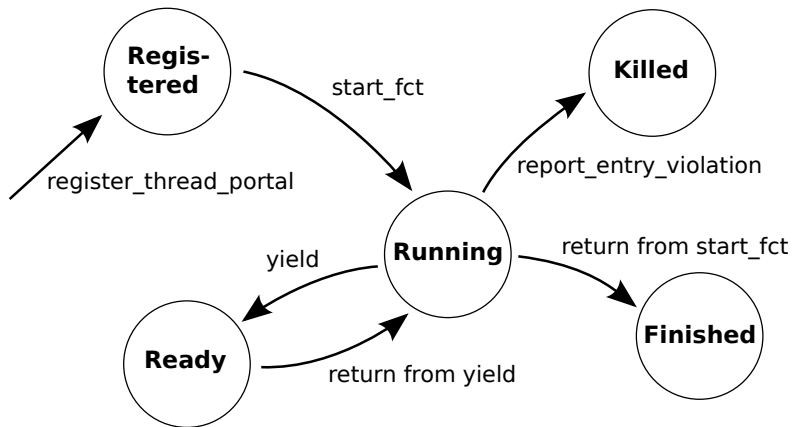 Regis-
tered
Killed
start_fct
report_entry_violation
register_thread_portal
Running
return from start_fct
yield
Finished
Ready
return from yield